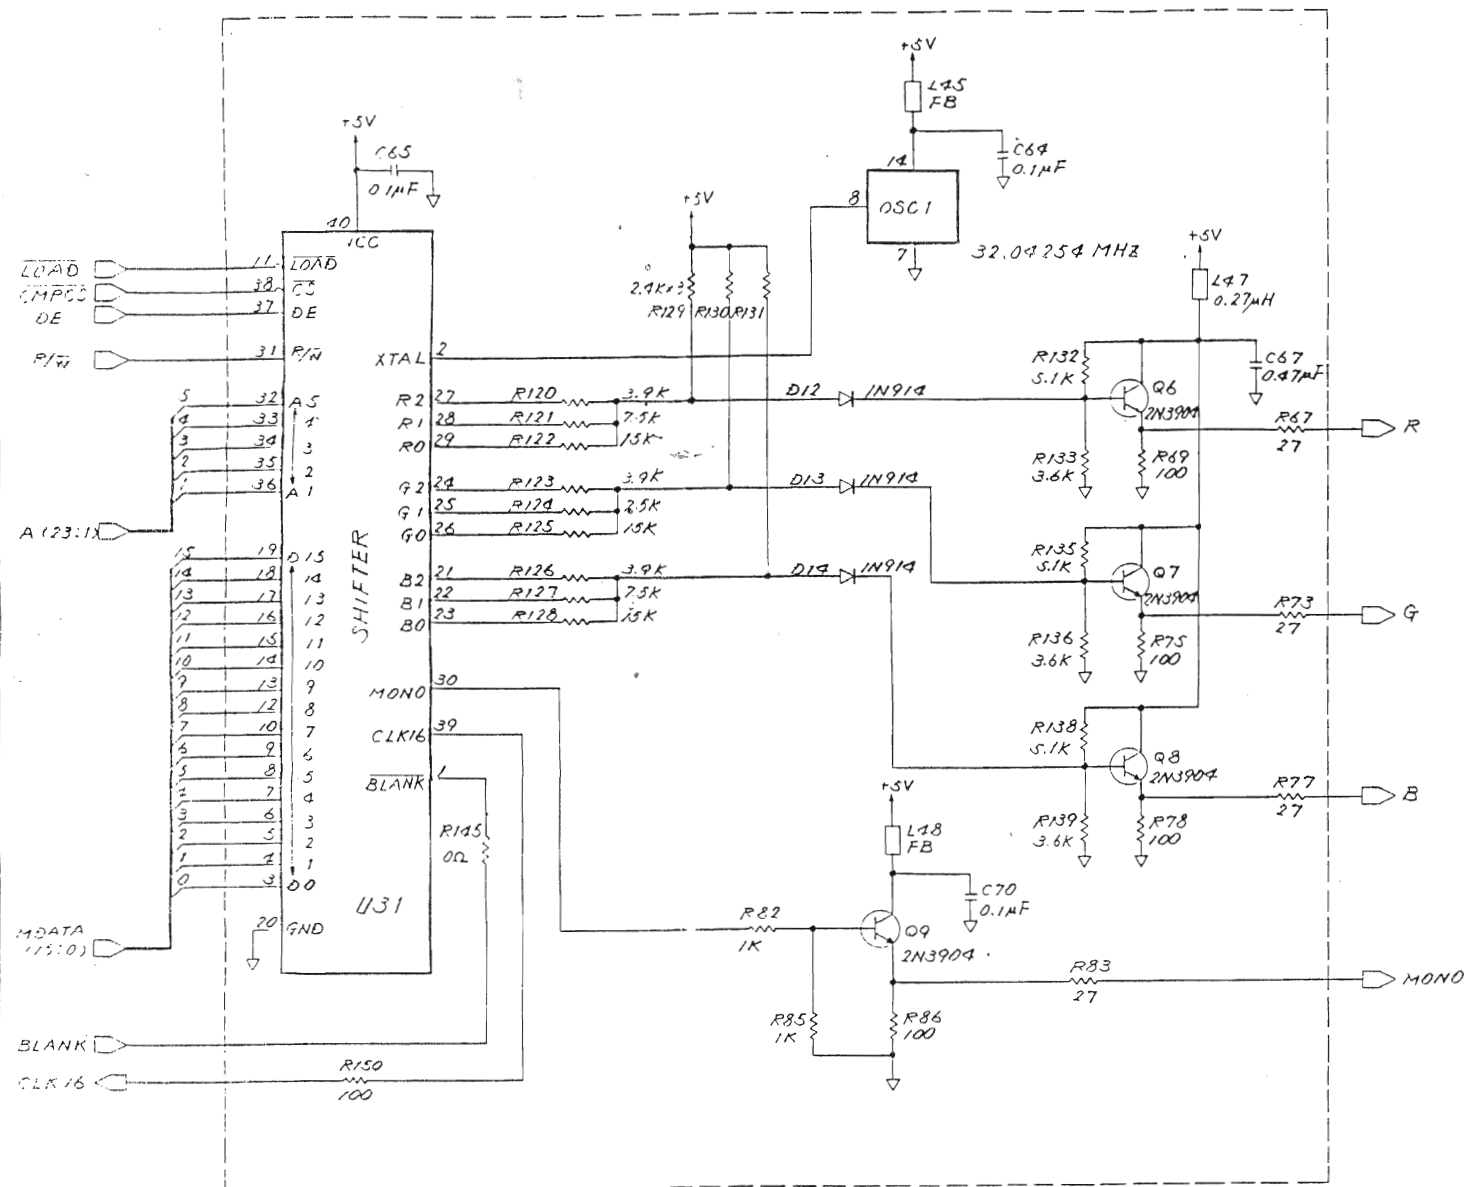 +5V
L45
FB
C64
0.1µF
14
8
OSC1
7
32.04254 MHZ
+5V
C65
0.1µF
40
VCC
+5V
2.4K×3
R129
R130
R131
+5V
L47
0.27µH
C67
0.47µF
LOAD
11
LOAD
CMPCS
38
CS
DE
37
DE
R/W
31
R/W
XTAL
2
5
32
A5
4
33
4
3
34
3
2
35
2
1
36
A1
A(23:1)
R2
27
R120
3.9K
R1
28
R121
7.5K
R0
29
R122
15K
G2
24
R123
3.9K
G1
25
R124
G0
26
R125
15K
B2
21
R126
3.9K
B1
22
R127
7.5K
B0
23
R128
15K
D12
1N914
D13
1N914
D14
1N914
R132
5.1K
Q6
2N3904
R67
27
R
R133
3.6K
R69
100
R135
5.1K
Q7
2N3904
R73
27
G
R136
3.6K
R75
100
R138
5.1K
Q8
2N3904
R77
27
B
R139
3.6K
R78
100
15
19
D15
14
18
14
13
17
13
12
16
12
11
15
11
10
14
10
9
13
9
8
12
8
7
10
7
6
9
6
5
8
5
4
7
4
3
6
3
2
5
2
1
4
1
0
3
D0
SHIFTER
MONO
30
CLK16
39
BLANK
1
R145
0Ω
U31
20
GND
MDATA
(15:0)
+5V
L48
FB
C70
0.1µF
R82
1K
Q9
2N3904
R83
27
MONO
R85
1K
R86
100
BLANK
CLK16
R150
100